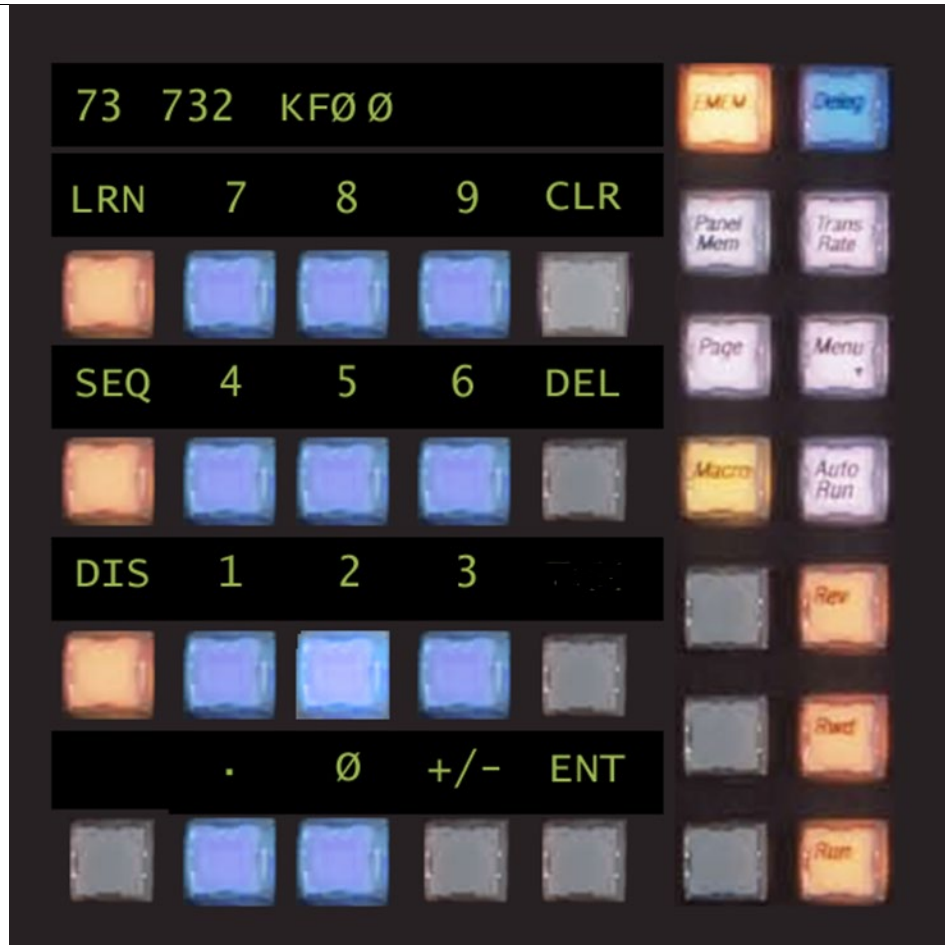 73 732 KFØØ
EMEM Deleg
LRN 7 8 9 CLR
Panel Mem
Trans Rate
Page Menu
SEQ 4 5 6 DEL
Macro
Auto Run
DIS 1 2 3
Rev
Rwd
. Ø +/- ENT
Run